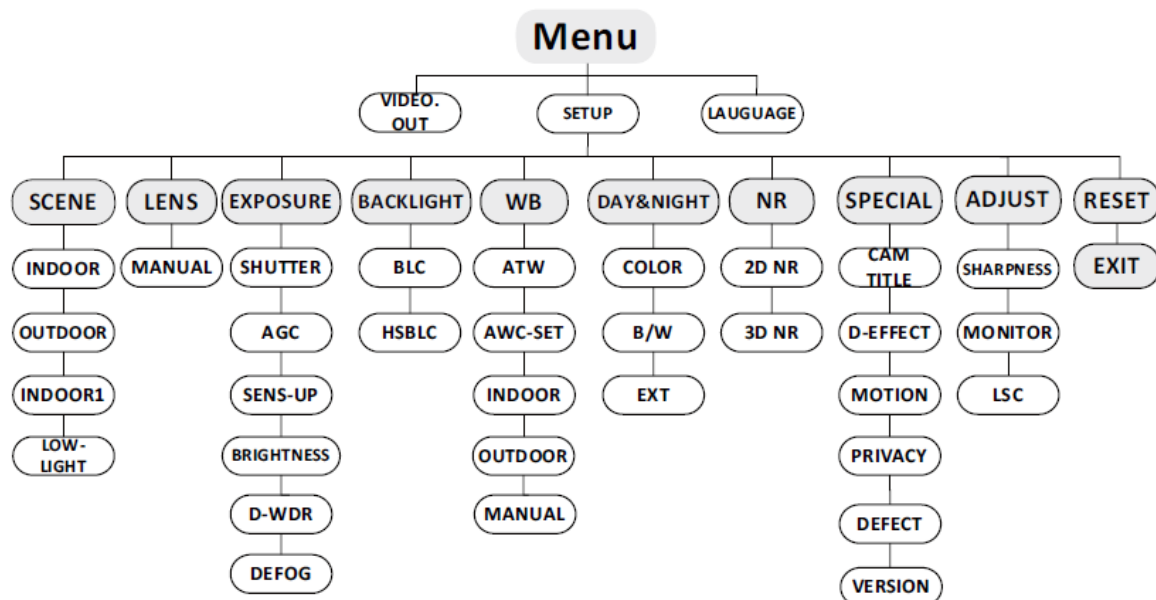 Menu
VIDEO.
OUT
SETUP
LAUGUAGE
SCENE
LENS
EXPOSURE
BACKLIGHT
WB
DAY&NIGHT
NR
SPECIAL
ADJUST
RESET
INDOOR
MANUAL
SHUTTER
BLC
ATW
COLOR
2D NR
CAM
TITLE
SHARPNESS
EXIT
OUTDOOR
AGC
HSBLC
AWC-SET
B/W
3D NR
D-EFFECT
MONITOR
INDOOR1
SENS-UP
INDOOR
EXT
MOTION
LSC
LOW-
LIGHT
BRIGHTNESS
OUTDOOR
PRIVACY
D-WDR
MANUAL
DEFECT
DEFOG
VERSION